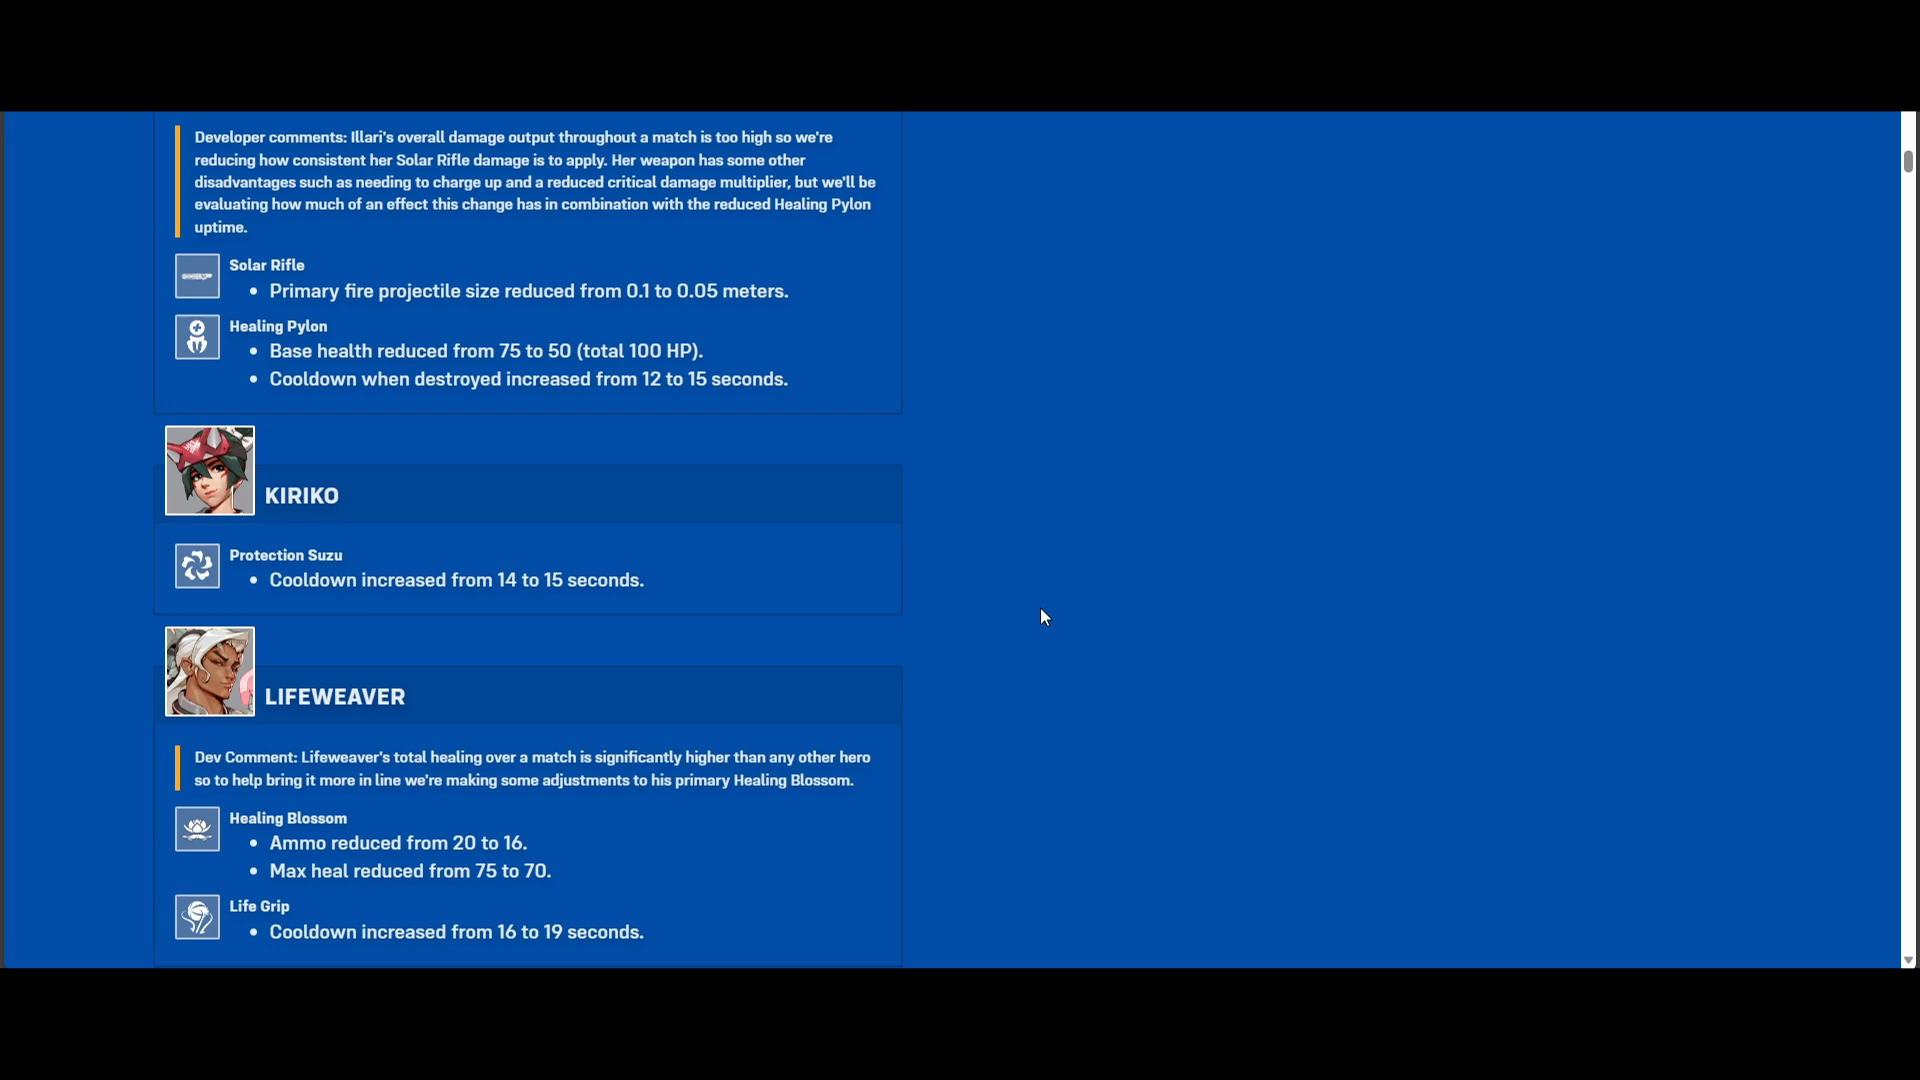 Developer comments: Illari's overall damage output throughout a match is too high so we're
reducing how consistent her Solar Rifle damage is to apply. Her weapon has some other
disadvantages such as needing to charge up and a reduced critical damage multiplier, but we'll be
evaluating how much of an effect this change has in combination with the reduced Healing Pylon
uptime.
Solar Rifle
• Primary fire projectile size reduced from 0.1 to 0.05 meters.
Healing Pylon
• Base health reduced from 75 to 50 (total 100 HP).
• Cooldown when destroyed increased from 12 to 15 seconds.
KIRIKO
Protection Suzu
• Cooldown increased from 14 to 15 seconds.
LIFEWEAVER
Dev Comment: Lifeweaver's total healing over a match is significantly higher than any other hero
so to help bring it more in line we're making some adjustments to his primary Healing Blossom.
Healing Blossom
• Ammo reduced from 20 to 16.
• Max heal reduced from 75 to 70.
Life Grip
• Cooldown increased from 16 to 19 seconds.